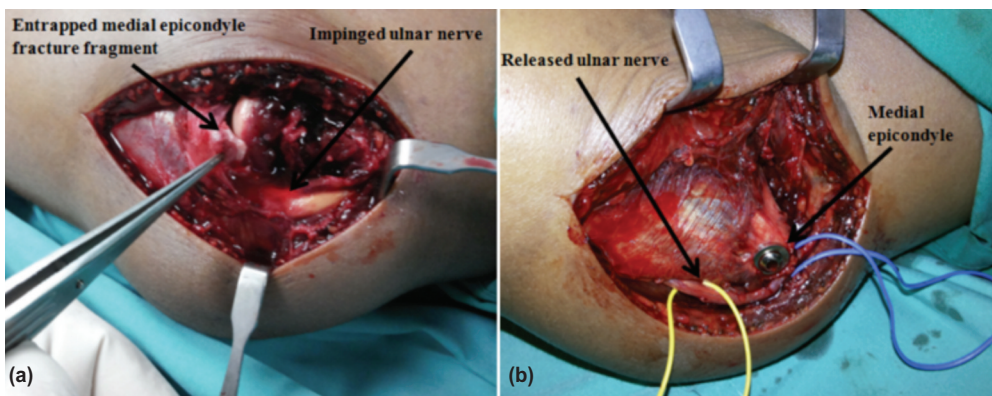 Entrapped medial epicondyle
fracture fragment
Impinged ulnar nerve
(a)
Released ulnar nerve
Medial
epicondyle
(b)